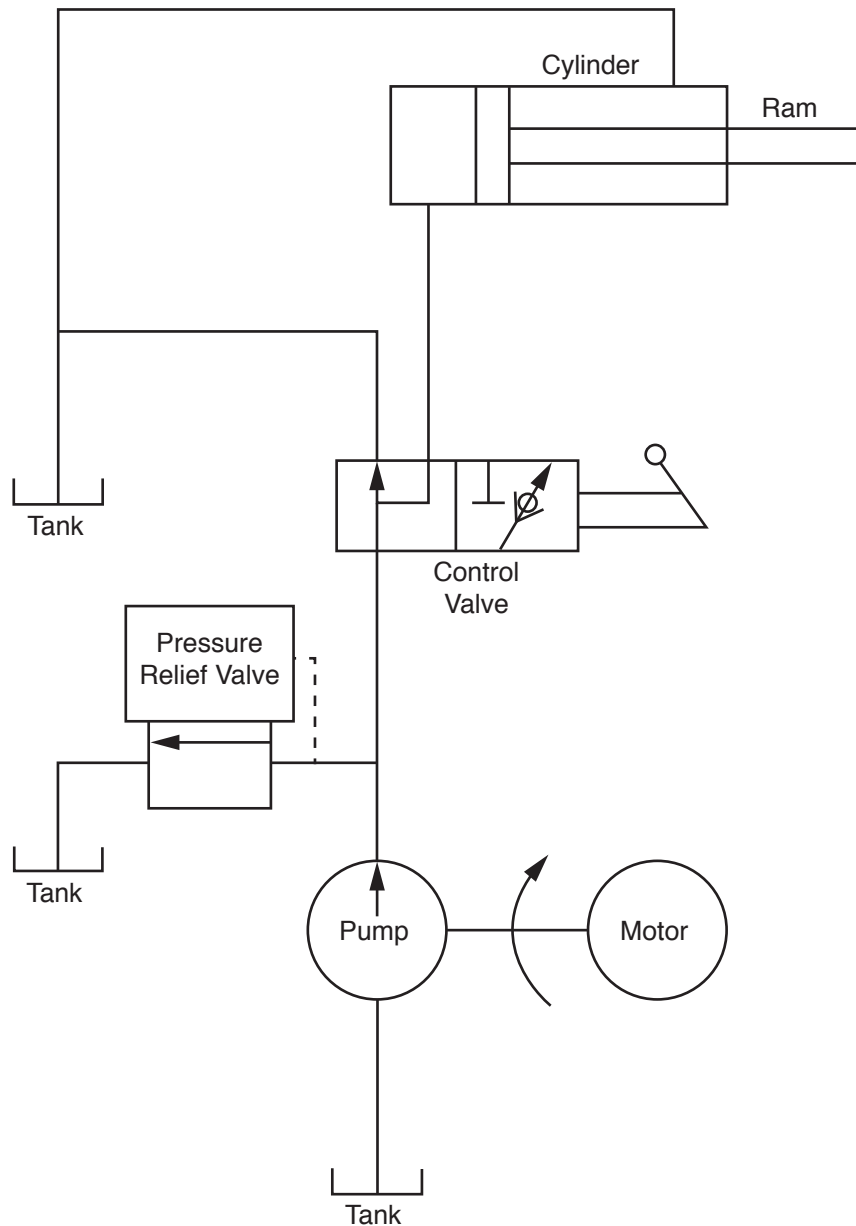 Cylinder
Ram
Tank
Control
Valve
Pressure
Relief Valve
Tank
Pump
Motor
Tank